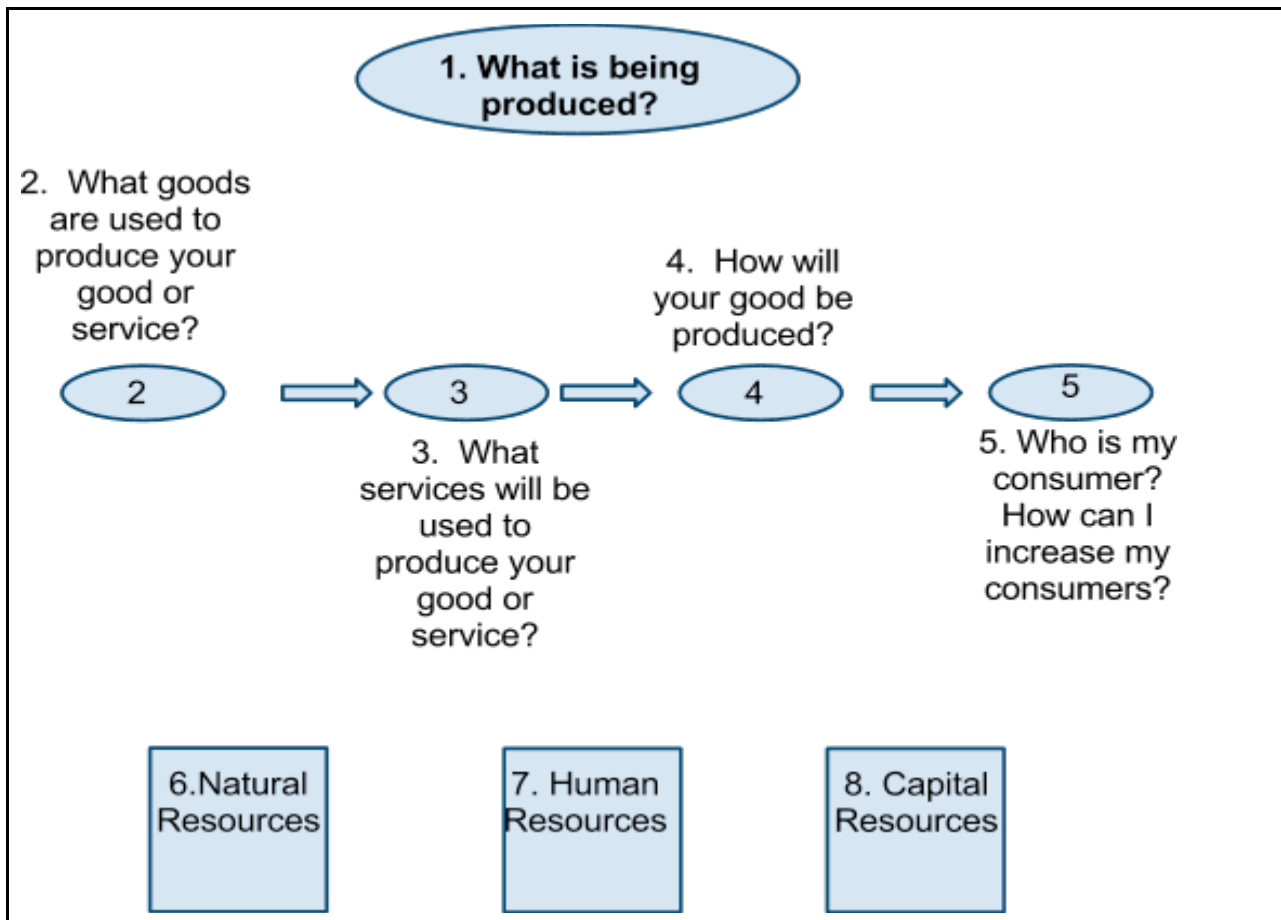 1. What is being
produced?
2.  What goods
are used to
produce your
good or
service?
4.  How will
your good be
produced?
2
3
4
5
3.  What
services will be
used to
produce your
good or
service?
5. Who is my
consumer?
How can I
increase my
consumers?
6.Natural
Resources
7. Human
Resources
8. Capital
Resources